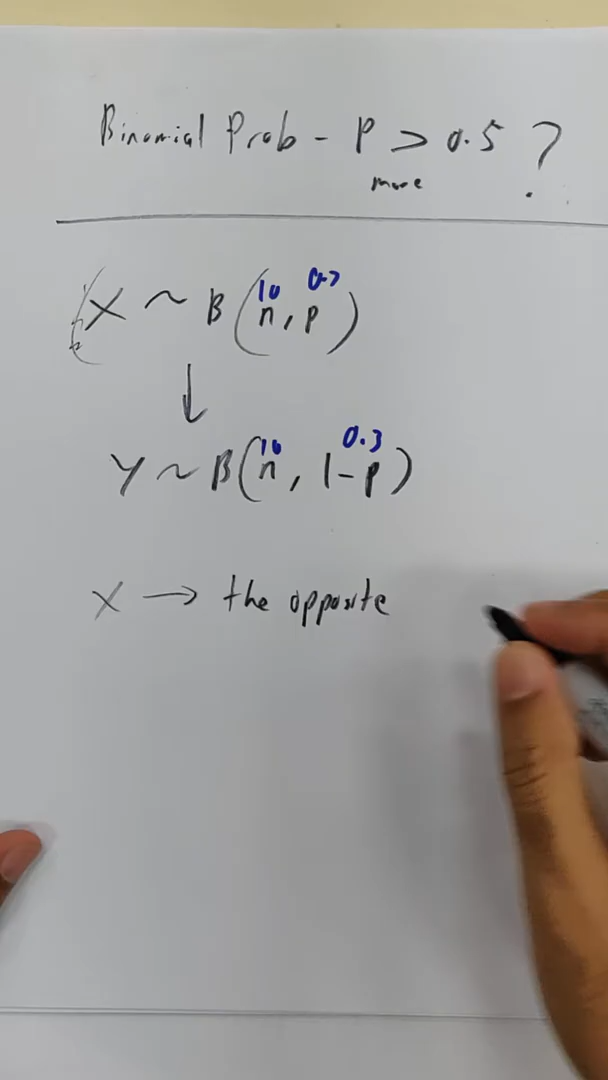 Binomial Prob - P > 0.5 ?
more
10 0.7
X ~ B(n, p)
↓
10 0.3
Y ~ B(n, 1-p)
X → the opposite